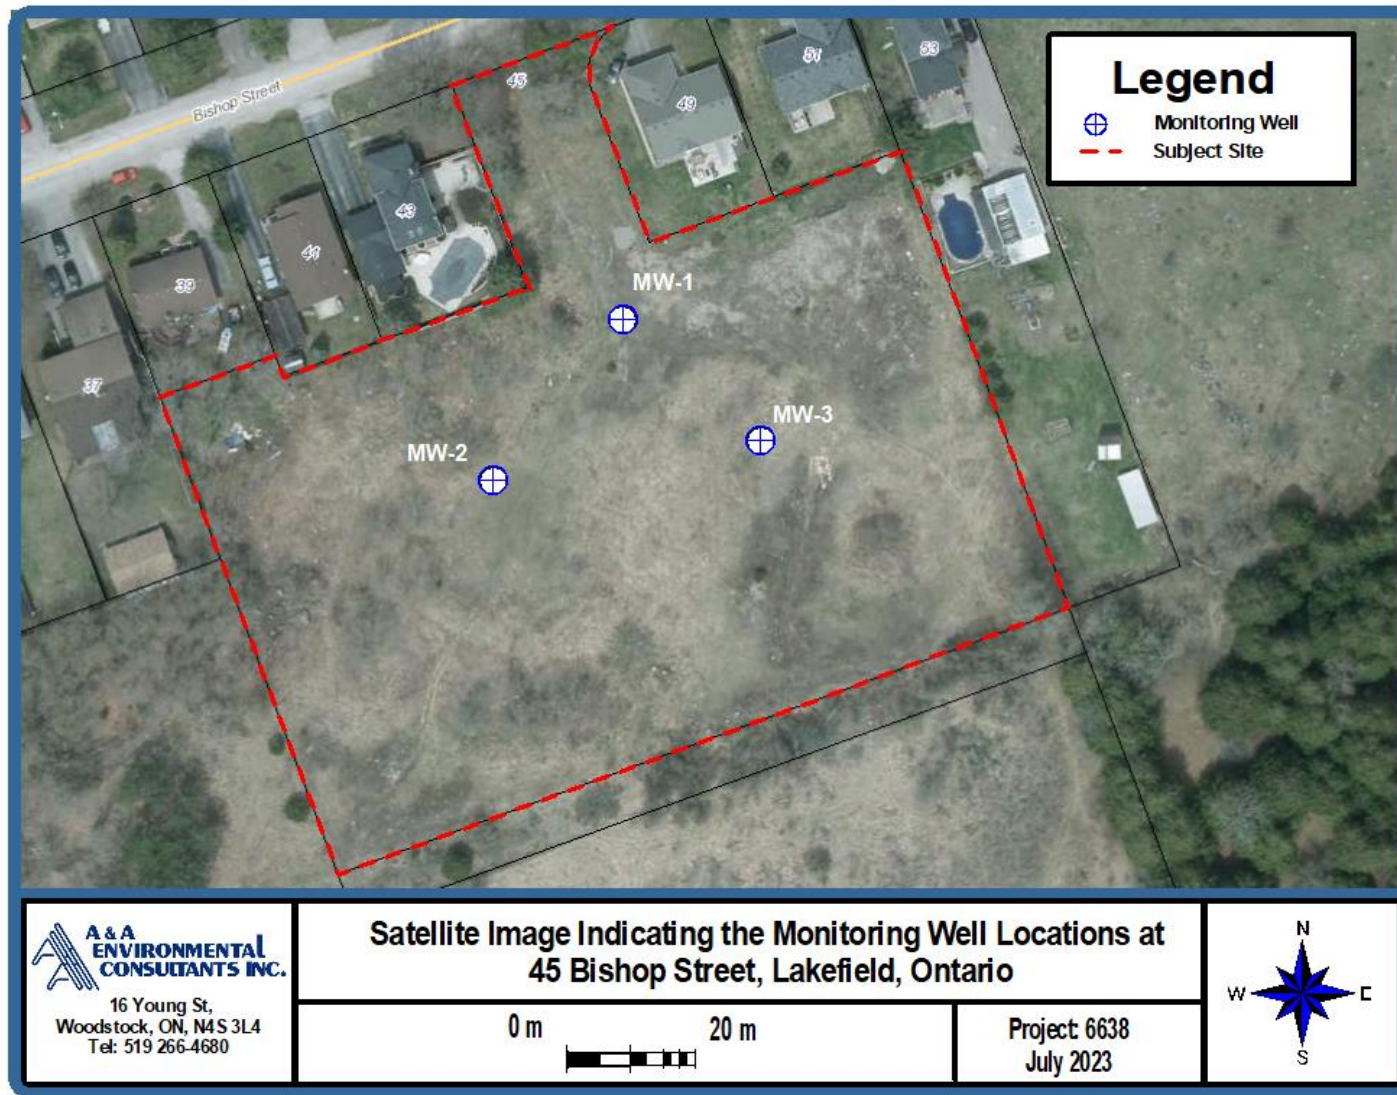 Legend
Monitoring Well
Subject Site
Bishop Street
45
49
51
53
43
41
39
37
MW-1
MW-3
MW-2
A & A
ENVIRONMENTAL
CONSULTANTS INC.
16 Young St,
Woodstock, ON, N4S 3L4
Tel: 519 266-4680
Satellite Image Indicating the Monitoring Well Locations at
45 Bishop Street, Lakefield, Ontario
0 m 20 m
Project: 6638
July 2023
N
W E
S